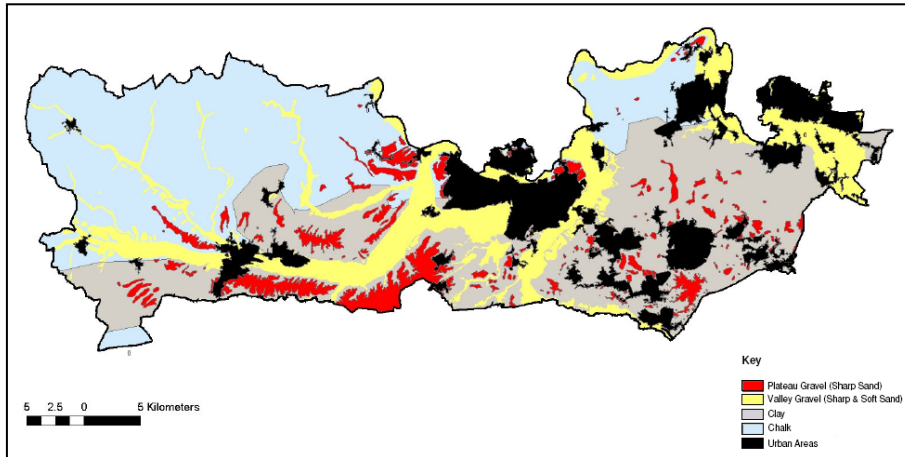 Key
Plateau Gravel (Sharp Sand)
Valley Gravel (Sharp & Soft Sand)
Clay
Chalk
Urban Areas
5 2.5 0 5 Kilometers